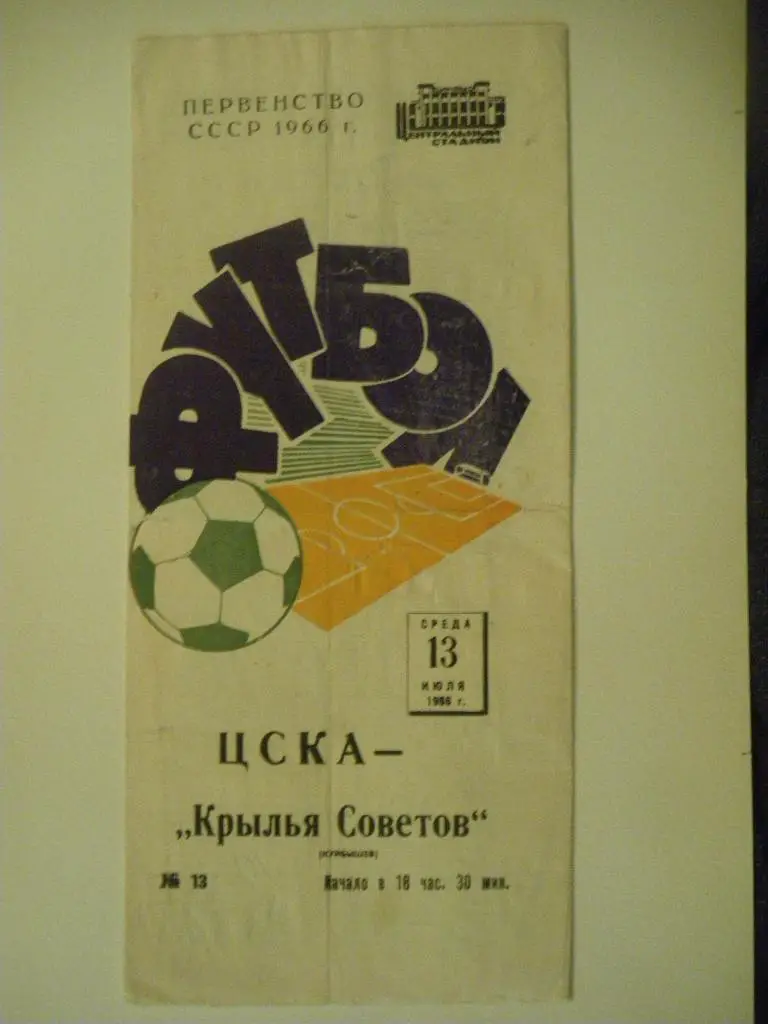 ПЕРВЕНСТВО
СССР 1966 г.
ЦЕНТРАЛЬНЫЙ
СТАДИОН
ФУТБОЛ
СРЕДА
13
ИЮЛЯ
1966 г.
ЦСКА —
„Крылья Советов“
(КУЙБЫШЕВ)
№ 13 Начало в 18 час. 30 мин.